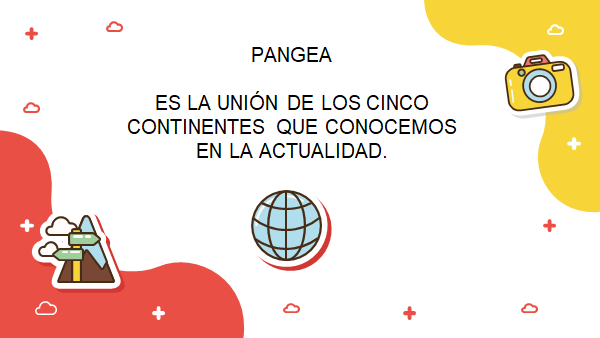 PANGEA
ES LA UNIÓN DE LOS CINCO
CONTINENTES QUE CONOCEMOS
EN LA ACTUALIDAD.